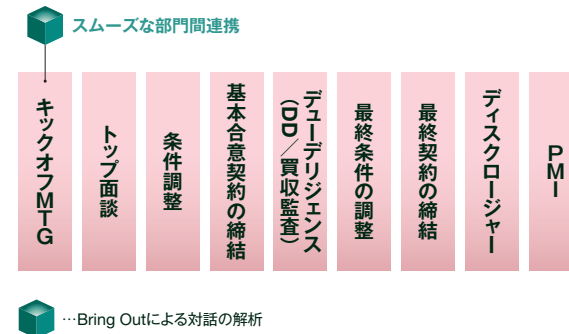 スムーズな部門間連携
キックオフMTG
トップ面談
条件調整
基本合意契約の締結
デューデリジェンス
（DD／買収監査）
最終条件の調整
最終契約の締結
ディスクロージャー
PMI
…Bring Outによる対話の解析